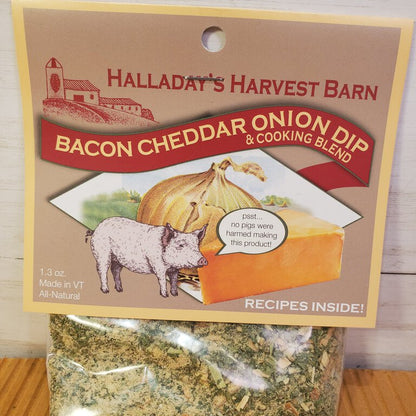 HALLADAY'S HARVEST BARN
BACON CHEDDAR ONION DIP
& COOKING BLEND
psst...
no pigs were
harmed making
this product!
1.3 oz.
Made in VT
All-Natural
RECIPES INSIDE!